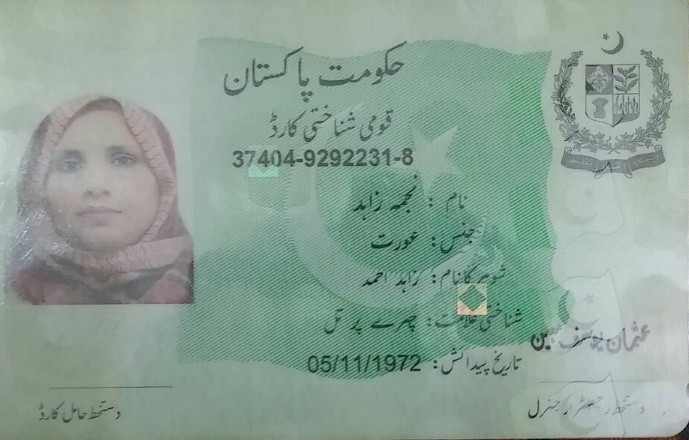 حکومت پاکستان
قومی شناختی کارڈ
37404-9292231-8
نام : نجمہ زاہد
جنس : عورت
شوہر کا نام : زاہد احمد
شناختی علامت : چہرے پر تل
تاریخ پیدائش : 05/11/1972
عثمان یوسف مبین
دستخط حامل کارڈ
دستخط رجسٹرار جنرل